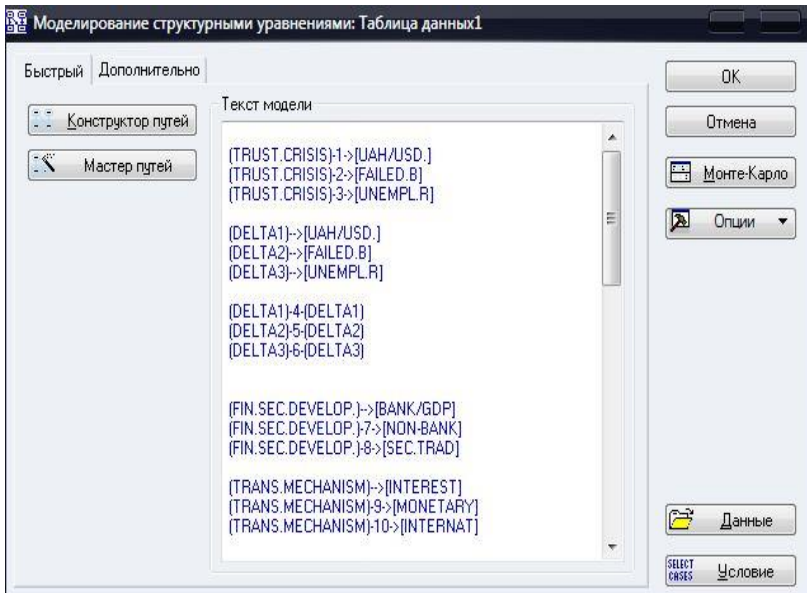 Моделирование структурными уравнениями: Таблица данных1
Быстрый
Дополнительно
Конструктор путей
Мастер путей
Текст модели
(TRUST.CRISIS)-1->[UAH/USD.]
(TRUST.CRISIS)-2->[FAILED.B]
(TRUST.CRISIS)-3->[UNEMPL.R]
(DELTA1)-->[UAH/USD.]
(DELTA2)-->[FAILED.B]
(DELTA3)-->[UNEMPL.R]
(DELTA1)-4-(DELTA1)
(DELTA2)-5-(DELTA2)
(DELTA3)-6-(DELTA3)
(FIN.SEC.DEVELOP.)-->[BANK/GDP]
(FIN.SEC.DEVELOP.)-7->[NON-BANK]
(FIN.SEC.DEVELOP.)-8->[SEC.TRAD]
(TRANS.MECHANISM)-->[INTEREST]
(TRANS.MECHANISM)-9->[MONETARY]
(TRANS.MECHANISM)-10->[INTERNAT]
ОК
Отмена
Монте-Карло
Опции
Данные
SELECT
CASES
Условие